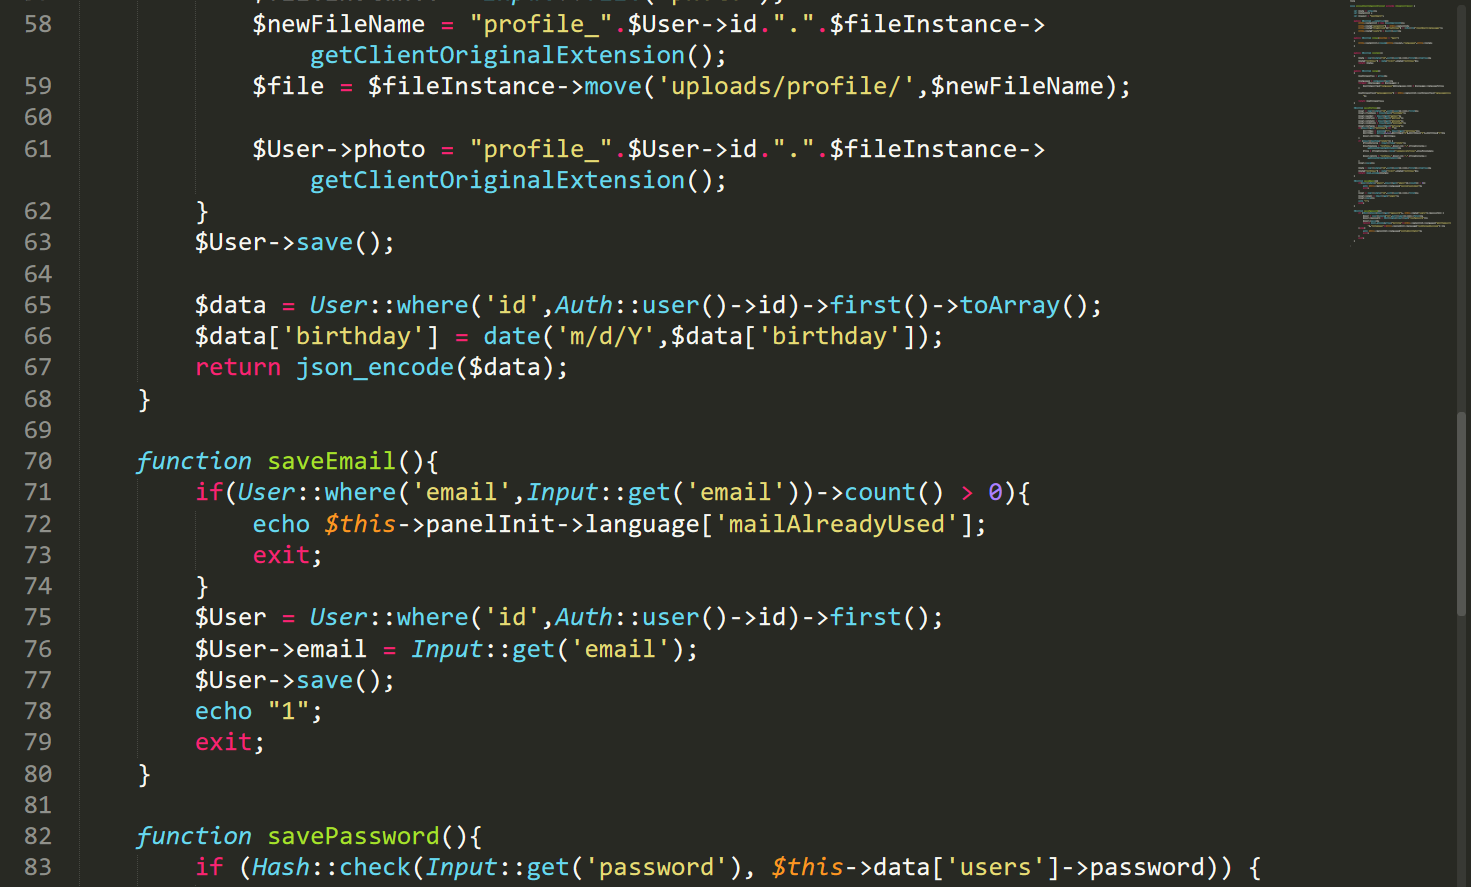 58 $newFileName = "profile_".$User->id.".".$fileInstance->
getClientOriginalExtension();
59 $file = $fileInstance->move('uploads/profile/',$newFileName);
60
61 $User->photo = "profile_".$User->id.".".$fileInstance->
getClientOriginalExtension();
62 }
63 $User->save();
64
65 $data = User::where('id',Auth::user()->id)->first()->toArray();
66 $data['birthday'] = date('m/d/Y',$data['birthday']);
67 return json_encode($data);
68 }
69
70 function saveEmail(){
71 if(User::where('email',Input::get('email'))->count() > 0){
72 echo $this->panelInit->language['mailAlreadyUsed'];
73 exit;
74 }
75 $User = User::where('id',Auth::user()->id)->first();
76 $User->email = Input::get('email');
77 $User->save();
78 echo "1";
79 exit;
80 }
81
82 function savePassword(){
83 if (Hash::check(Input::get('password'), $this->data['users']->password)) {